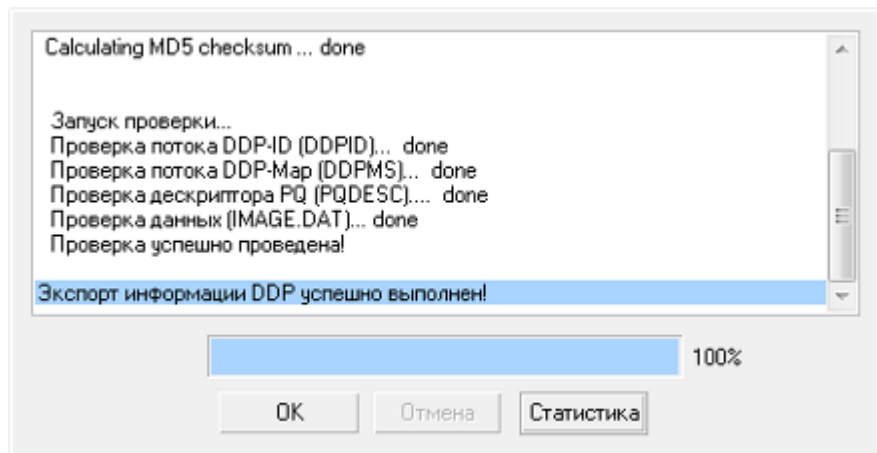 Calculating MD5 checksum ... done
Запуск проверки...
Проверка потока DDP-ID (DDPID)... done
Проверка потока DDP-Map (DDPMS)... done
Проверка дескриптора PQ (PQDESC).... done
Проверка данных (IMAGE.DAT)... done
Проверка успешно проведена!
Экспорт информации DDP успешно выполнен!
100%
OK
Отмена
Статистика